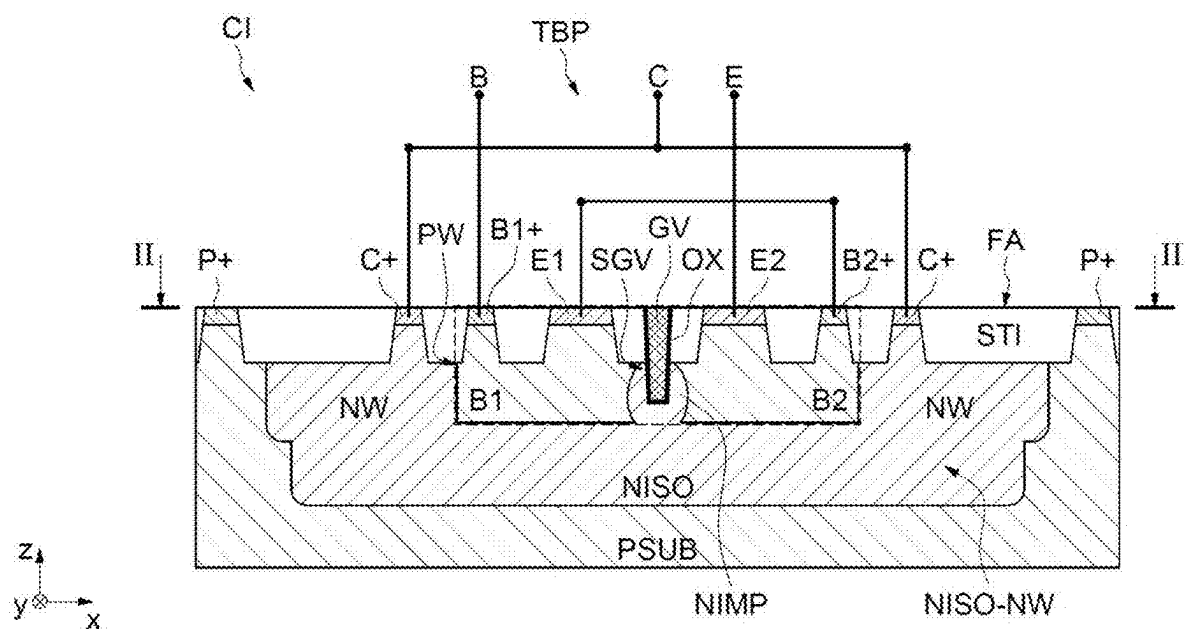 CI
TBP
B
C
E
II
P+
C+
PW
B1+
E1
SGV
GV
OX
E2
B2+
C+
FA
P+
II
STI
NW
B1
B2
NW
NISO
PSUB
NIMP
NISO-NW
z
y
x